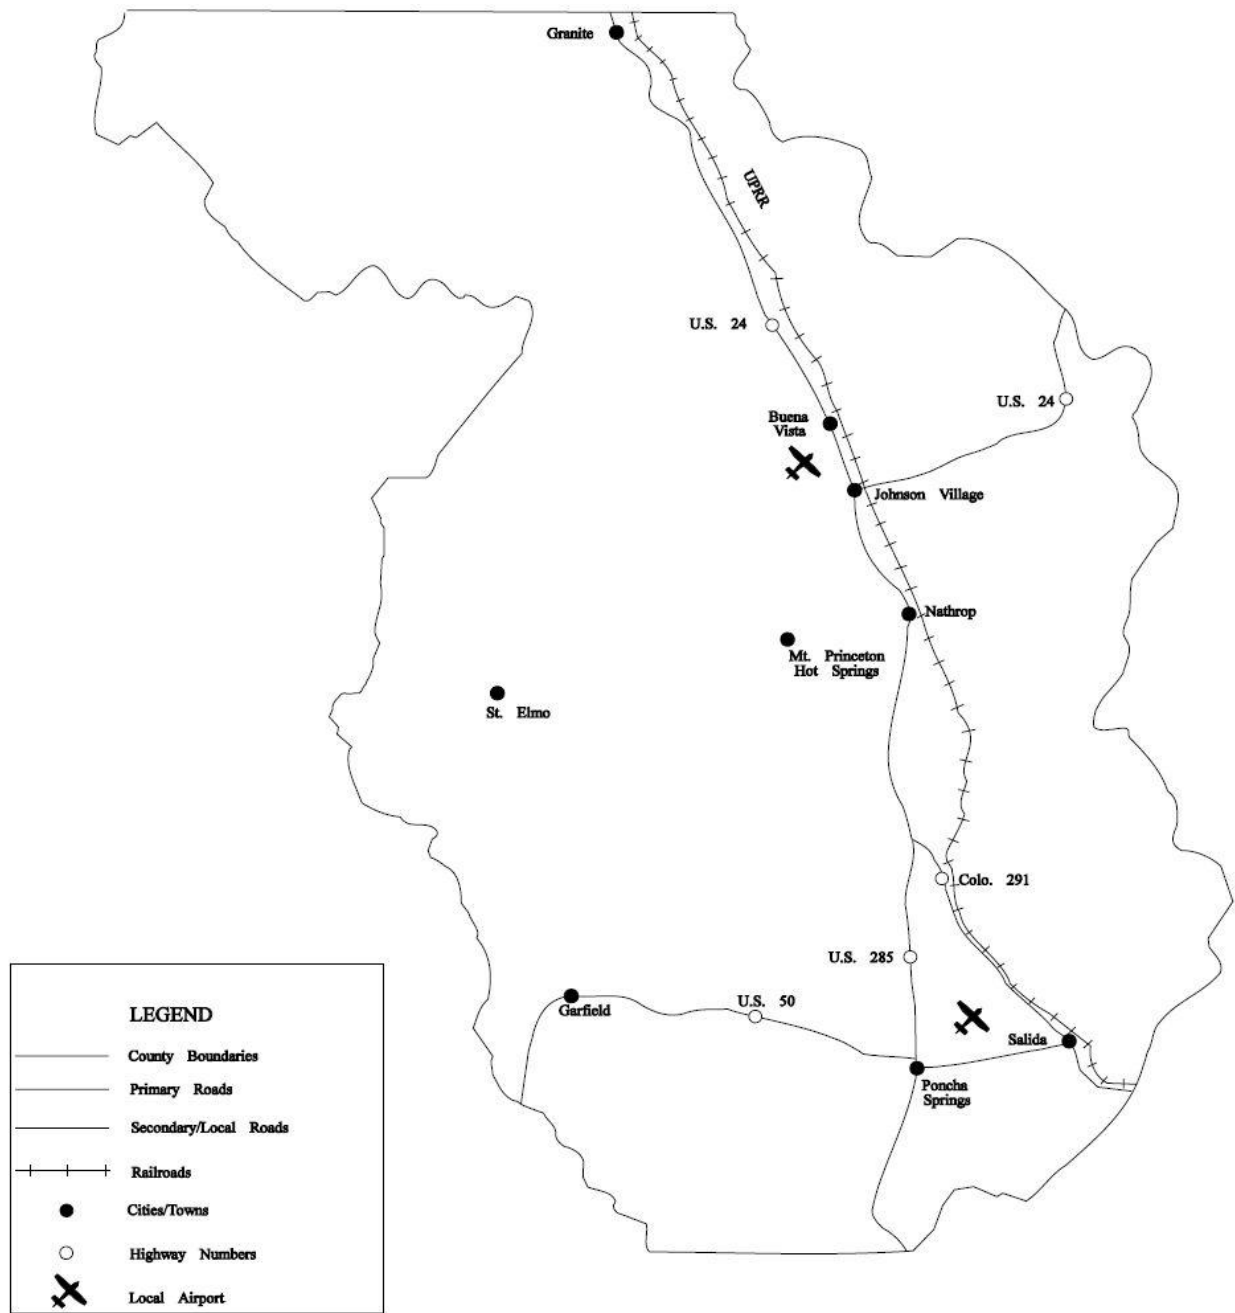 Granite
UPRR
U.S. 24
U.S. 24
Buena
Vista
Johnson Village
Nathrop
Mt. Princeton
Hot Springs
St. Elmo
Colo. 291
U.S. 285
U.S. 50
Garfield
Salida
Poncha
Springs
LEGEND
County Boundaries
Primary Roads
Secondary/Local Roads
Railroads
Cities/Towns
Highway Numbers
Local Airport